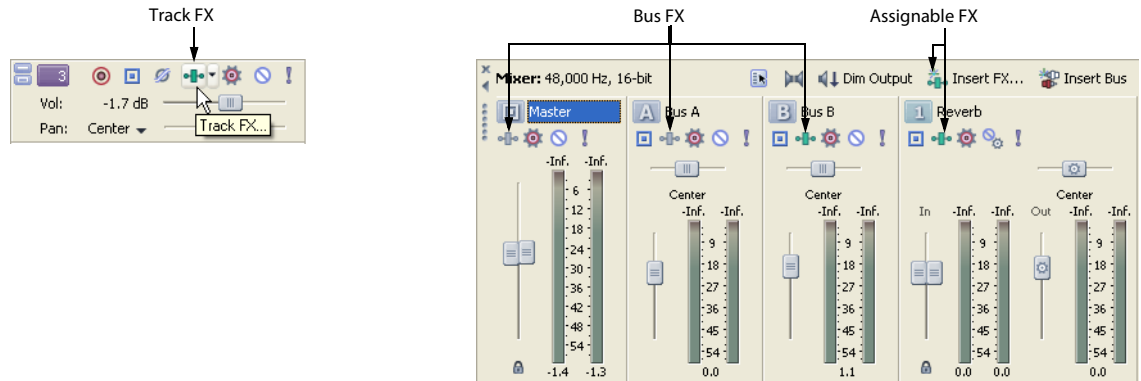 Track FX
Bus FX
Assignable FX
3
Vol: -1.7 dB
Pan: Center
Track FX...
Mixer: 48,000 Hz, 16-bit
Dim Output
Insert FX...
Insert Bus
Master
A Bus A
B Bus B
1 Reverb
-Inf. -Inf.
6
12
18
24
30
36
42
48
54
-1.4 -1.3
Center
-Inf. -Inf.
9
18
27
36
45
54
0.0
Center
-Inf. -Inf.
9
18
27
36
45
54
1.1
In -Inf. -Inf.
9
18
27
36
45
54
0.0 0.0
Center
Out -Inf. -Inf.
9
18
27
36
45
54
0.0